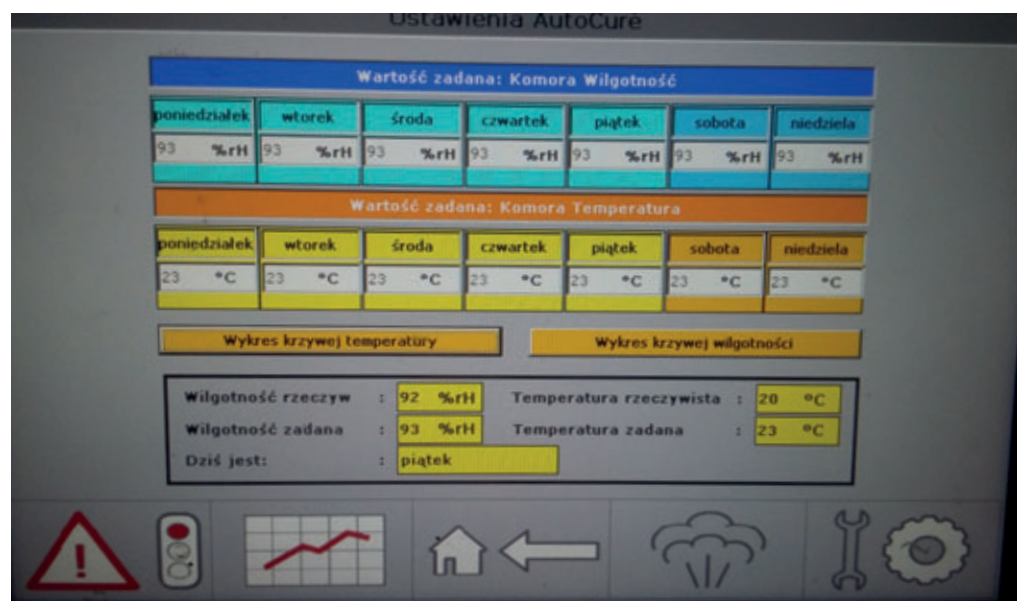 Ustawienia AutoCure
Wartość zadana: Komora Wilgotność
poniedziałek wtorek środa czwartek piątek sobota niedziela
93 %rH 93 %rH 93 %rH 93 %rH 93 %rH 93 %rH 93 %rH
Wartość zadana: Komora Temperatura
poniedziałek wtorek środa czwartek piątek sobota niedziela
23 °C 23 °C 23 °C 23 °C 23 °C 23 °C 23 °C
Wykres krzywej temperatury Wykres krzywej wilgotności
Wilgotność rzeczyw : 92 %rH Temperatura rzeczywista : 20 °C
Wilgotność zadana : 93 %rH Temperatura zadana : 23 °C
Dziś jest: : piątek